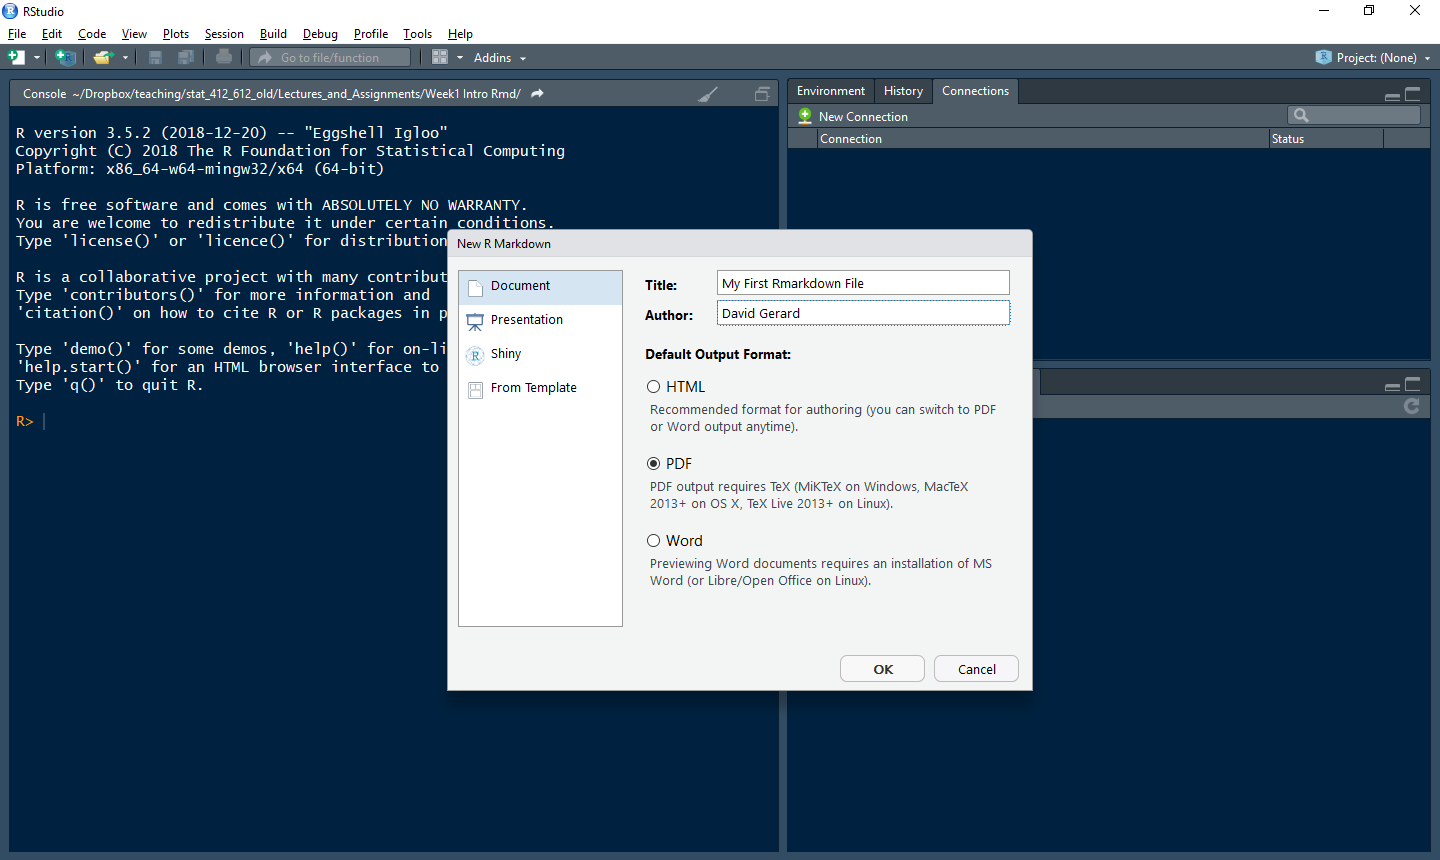 RStudio
File Edit Code View Plots Session Build Debug Profile Tools Help
Go to file/function Addins Project: (None)
Console ~/Dropbox/teaching/stat_412_612_old/Lectures_and_Assignments/Week1 Intro Rmd/
R version 3.5.2 (2018-12-20) -- "Eggshell Igloo"
Copyright (C) 2018 The R Foundation for Statistical Computing
Platform: x86_64-w64-mingw32/x64 (64-bit)
R is free software and comes with ABSOLUTELY NO WARRANTY.
You are welcome to redistribute it under certain conditions.
Type 'license()' or 'licence()' for distribution
R is a collaborative project with many contribut
Type 'contributors()' for more information and
'citation()' on how to cite R or R packages in p
Type 'demo()' for some demos, 'help()' for on-li
'help.start()' for an HTML browser interface to
Type 'q()' to quit R.
R>
Environment History Connections
New Connection
Connection Status
New R Markdown
Document
Presentation
Shiny
From Template
Title: My First Rmarkdown File
Author: David Gerard
Default Output Format:
HTML
Recommended format for authoring (you can switch to PDF
or Word output anytime).
PDF
PDF output requires TeX (MiKTeX on Windows, MacTeX
2013+ on OS X, TeX Live 2013+ on Linux).
Word
Previewing Word documents requires an installation of MS
Word (or Libre/Open Office on Linux).
OK Cancel